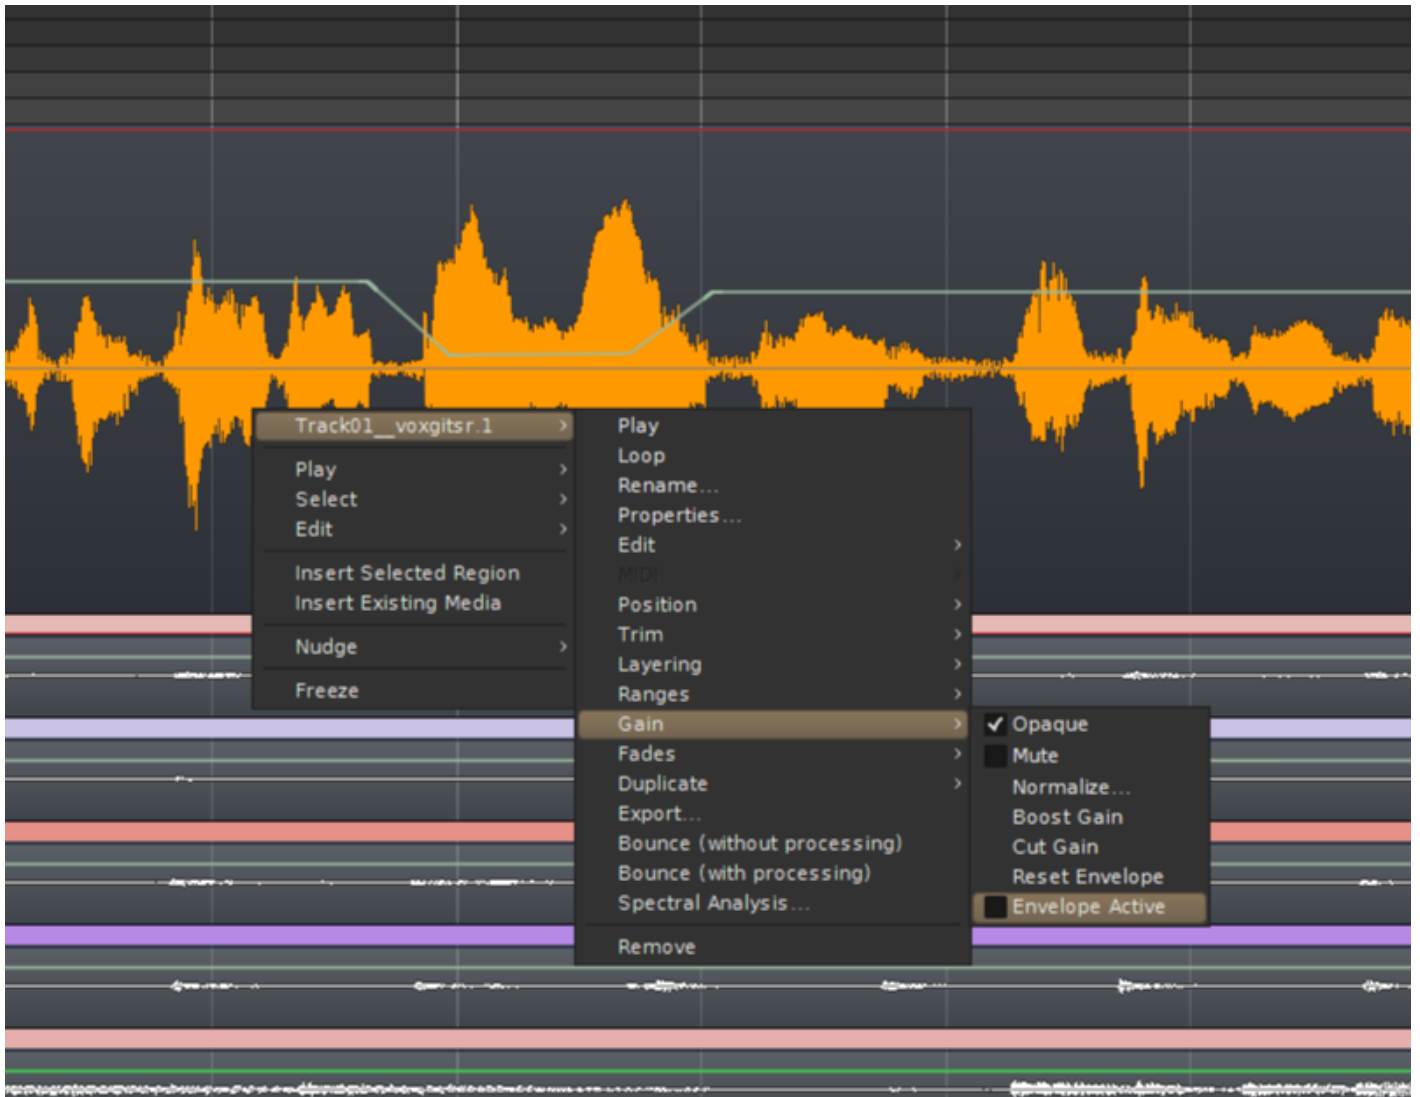 Track01__voxgitsr.1
Play
Select
Edit
Insert Selected Region
Insert Existing Media
Nudge
Freeze
Play
Loop
Rename...
Properties...
Edit
MIDI
Position
Trim
Layering
Ranges
Gain
Fades
Duplicate
Export...
Bounce (without processing)
Bounce (with processing)
Spectral Analysis...
Remove
Opaque
Mute
Normalize...
Boost Gain
Cut Gain
Reset Envelope
Envelope Active